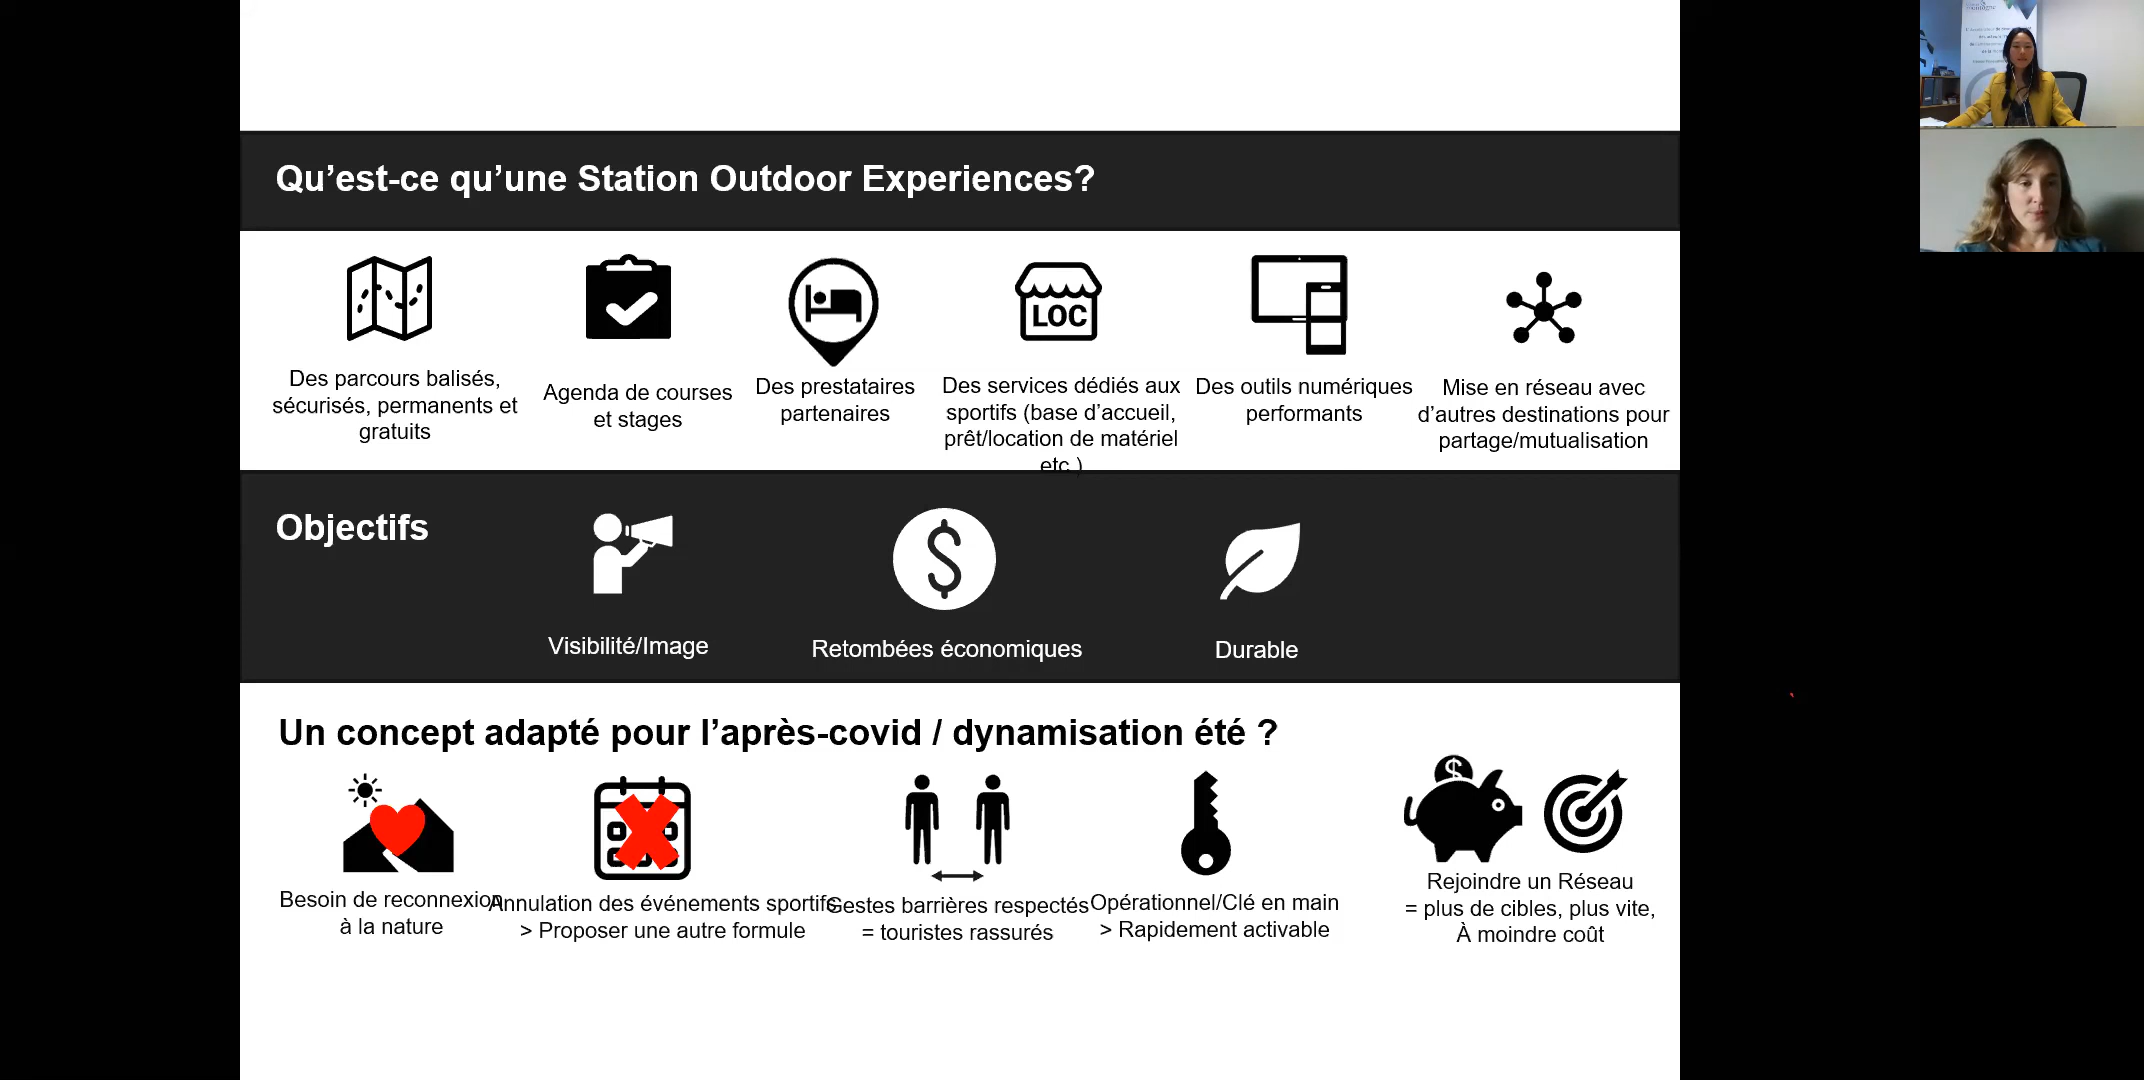 Qu’est-ce qu’une Station Outdoor Experiences?
LOC
Des parcours balisés,
sécurisés, permanents et
gratuits
Agenda de courses
et stages
Des prestataires
partenaires
Des services dédiés aux
sportifs (base d’accueil,
prêt/location de matériel
etc.)
Des outils numériques
performants
Mise en réseau avec
d’autres destinations pour
partage/mutualisation
Objectifs
$
Visibilité/Image
Retombées économiques
Durable
Un concept adapté pour l’après-covid / dynamisation été ?
$
Besoin de reconnexion
à la nature
Annulation des événements sportifs
> Proposer une autre formule
Gestes barrières respectés
= touristes rassurés
Opérationnel/Clé en main
> Rapidement activable
Rejoindre un Réseau
= plus de cibles, plus vite,
À moindre coût